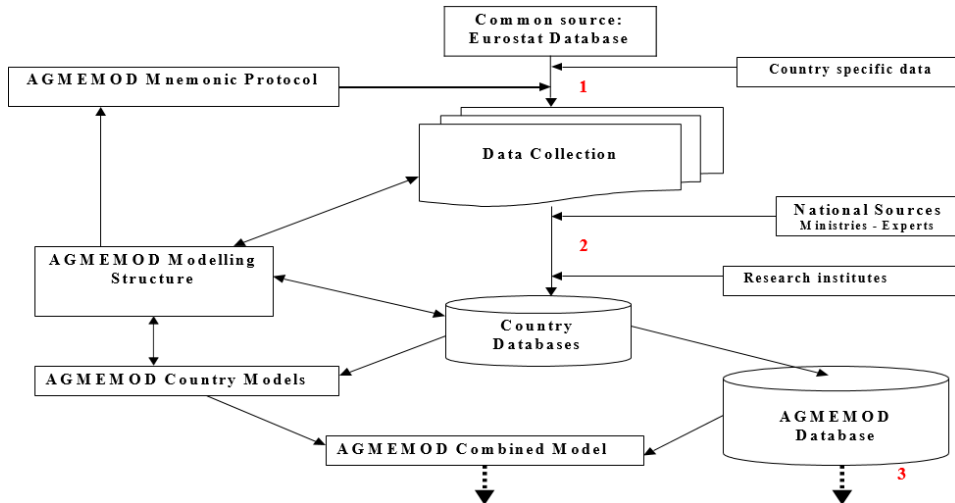 Common source:
Eurostat Database
AGMEMOD Mnemonic Protocol
Country specific data
1
Data Collection
National Sources
Ministries - Experts
2
AGMEMOD Modelling
Structure
Research institutes
Country
Databases
AGMEMOD Country Models
AGMEMOD
Database
AGMEMOD Combined Model
3